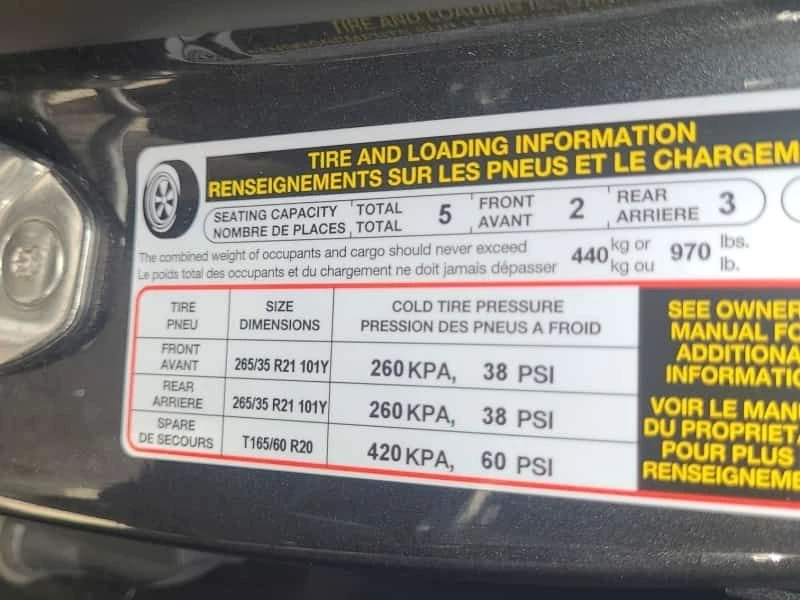 TIRE AND LOADING INFORMATION
RENSEIGNEMENTS SUR LES PNEUS ET LE CHARGEM
SEATING CAPACITY TOTAL 5 FRONT 2 REAR 3
NOMBRE DE PLACES TOTAL AVANT ARRIERE
The combined weight of occupants and cargo should never exceed 440 kg or 970 lbs.
Le poids total des occupants et du chargement ne doit jamais dépasser kg ou lb.
TIRE SIZE COLD TIRE PRESSURE
PNEU DIMENSIONS PRESSION DES PNEUS A FROID
FRONT
AVANT 265/35 R21 101Y 260 KPA, 38 PSI
REAR
ARRIERE 265/35 R21 101Y 260 KPA, 38 PSI
SPARE
DE SECOURS T165/60 R20 420 KPA, 60 PSI
SEE OWNER
MANUAL FO
ADDITIONA
INFORMATIO
VOIR LE MANU
DU PROPRIETA
POUR PLUS
RENSEIGNEME